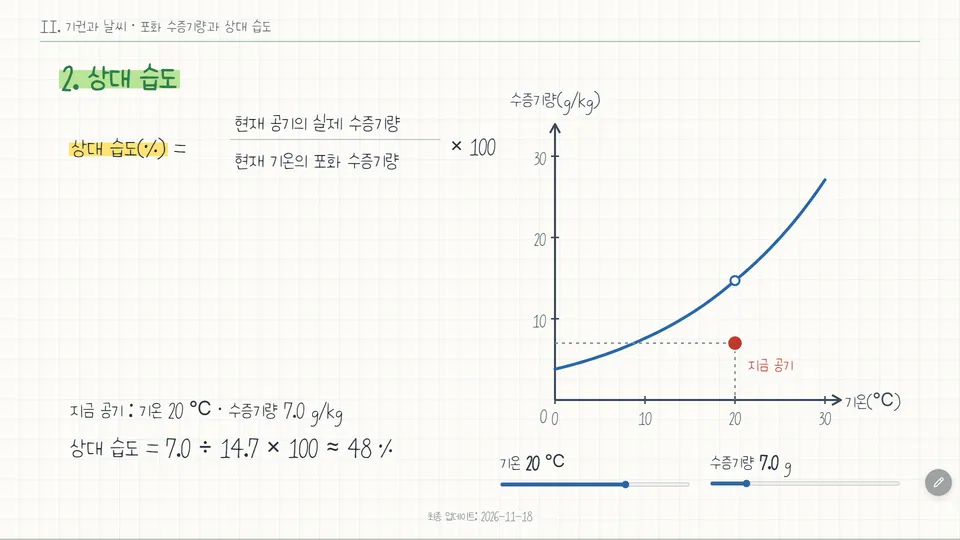 II. 기권과 날씨 · 포화 수증기량과 상대 습도
2. 상대 습도
상대 습도(%) =
현재 공기의 실제 수증기량
현재 기온의 포화 수증기량
× 100
수증기량(g/kg)
30
20
10
0
0 10 20 30
기온(°C)
지금 공기
지금 공기 : 기온 20 °C · 수증기량 7.0 g/kg
상대 습도 = 7.0 ÷ 14.7 × 100 ≈ 48 %
기온 20 °C
수증기량 7.0 g
최종 업데이트: 2026-11-18